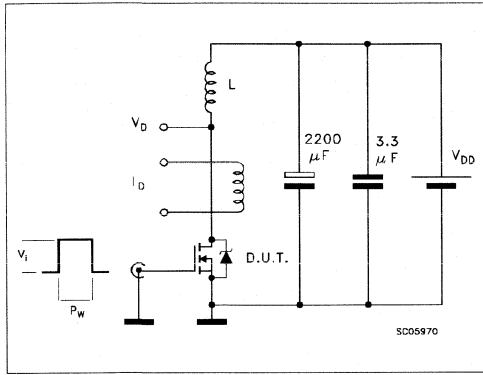 L
V_D
2200 μF
3.3 μF
V_DD
I_D
V_i
D.U.T.
P_W
SC05970